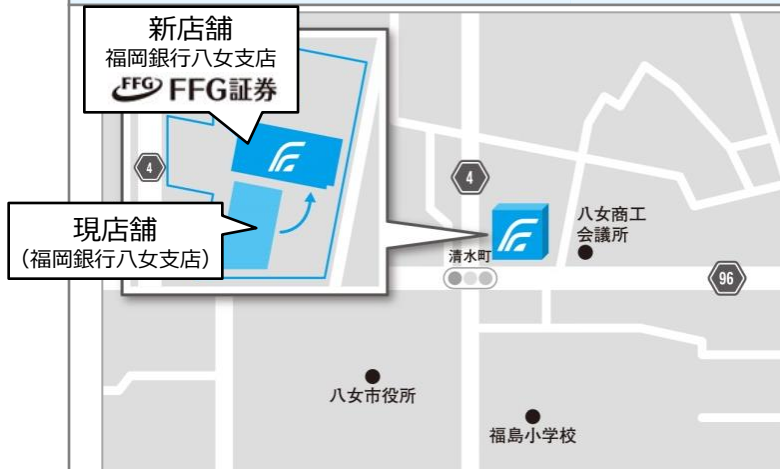 新店舗
福岡銀行八女支店
FFG FFG証券
4
現店舗
（福岡銀行八女支店）
4
八女商工
会議所
清水町
96
八女市役所
福島小学校